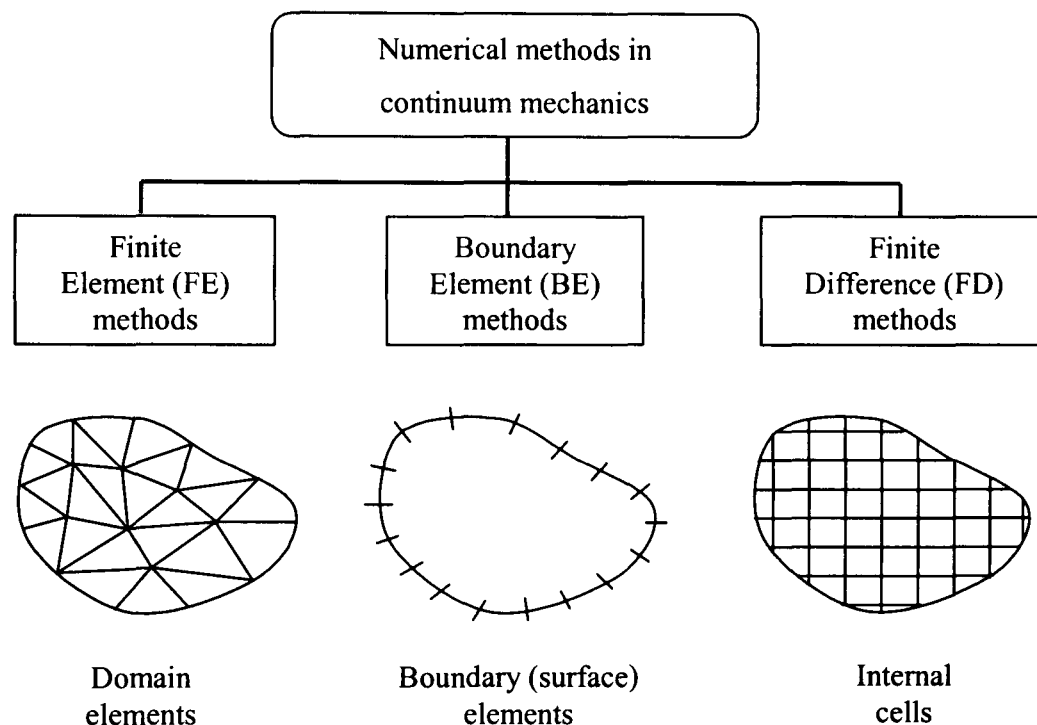 Numerical methods in
continuum mechanics
Finite
Element (FE)
methods
Boundary
Element (BE)
methods
Finite
Difference (FD)
methods
Domain
elements
Boundary (surface)
elements
Internal
cells